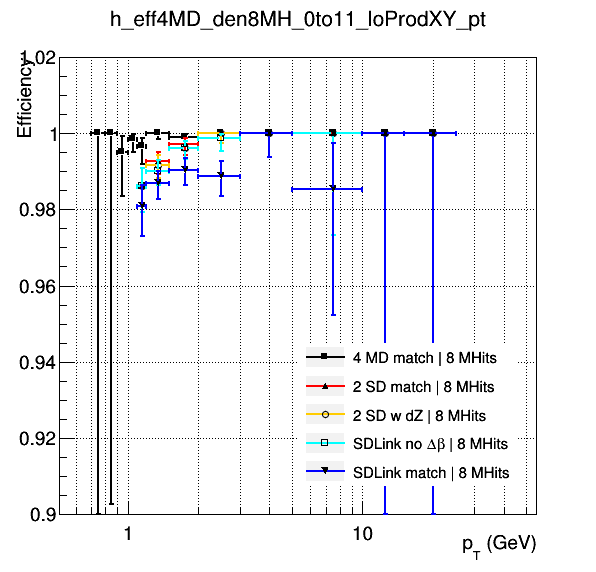 h_eff4MD_den8MH_0to11_loProdXY_pt
Efficiency
1.02
1
0.98
0.96
0.94
0.92
0.9
4 MD match | 8 MHits
2 SD match | 8 MHits
2 SD w dZ | 8 MHits
SDLink no Δβ | 8 MHits
SDLink match | 8 MHits
1
10
p_T (GeV)